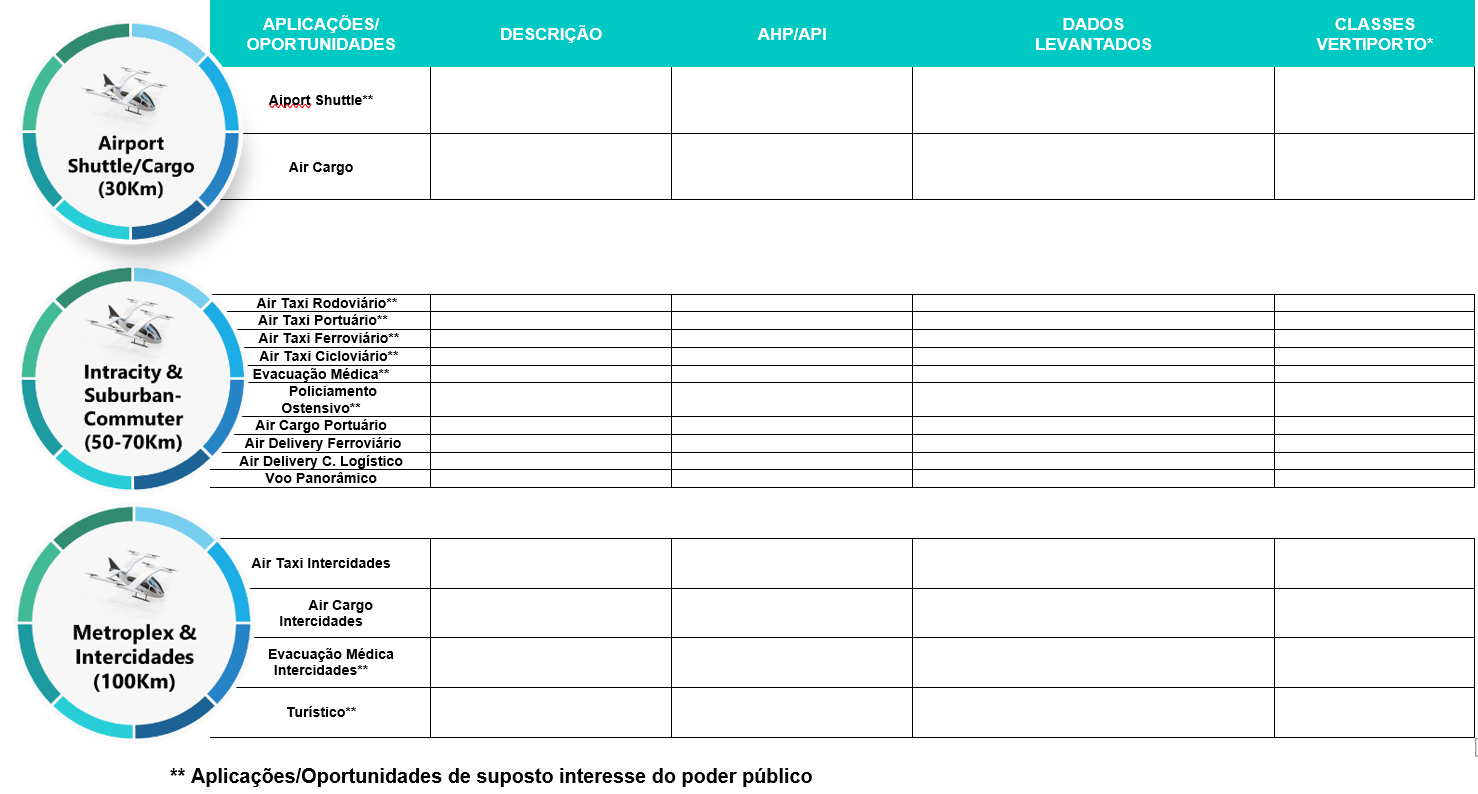 APLICAÇÕES/
OPORTUNIDADES
DESCRIÇÃO
AHP/API
DADOS
LEVANTADOS
CLASSES
VERTIPORTO*
Airport
Shuttle/Cargo
(30Km)
Aiport Shuttle**
Air Cargo
Intracity &
Suburban-
Commuter
(50-70Km)
Air Taxi Rodoviário**
Air Taxi Portuário**
Air Taxi Ferroviário**
Air Taxi Cicloviário**
Evacuação Médica**
Policiamento
Ostensivo**
Air Cargo Portuário
Air Delivery Ferroviário
Air Delivery C. Logístico
Voo Panorâmico
Metroplex &
Intercidades
(100Km)
Air Taxi Intercidades
Air Cargo
Intercidades
Evacuação Médica
Intercidades**
Turístico**
** Aplicações/Oportunidades de suposto interesse do poder público